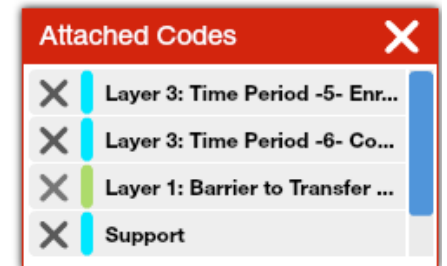 Attached Codes
Layer 3: Time Period -5- Enr...
Layer 3: Time Period -6- Co...
Layer 1: Barrier to Transfer ...
Support